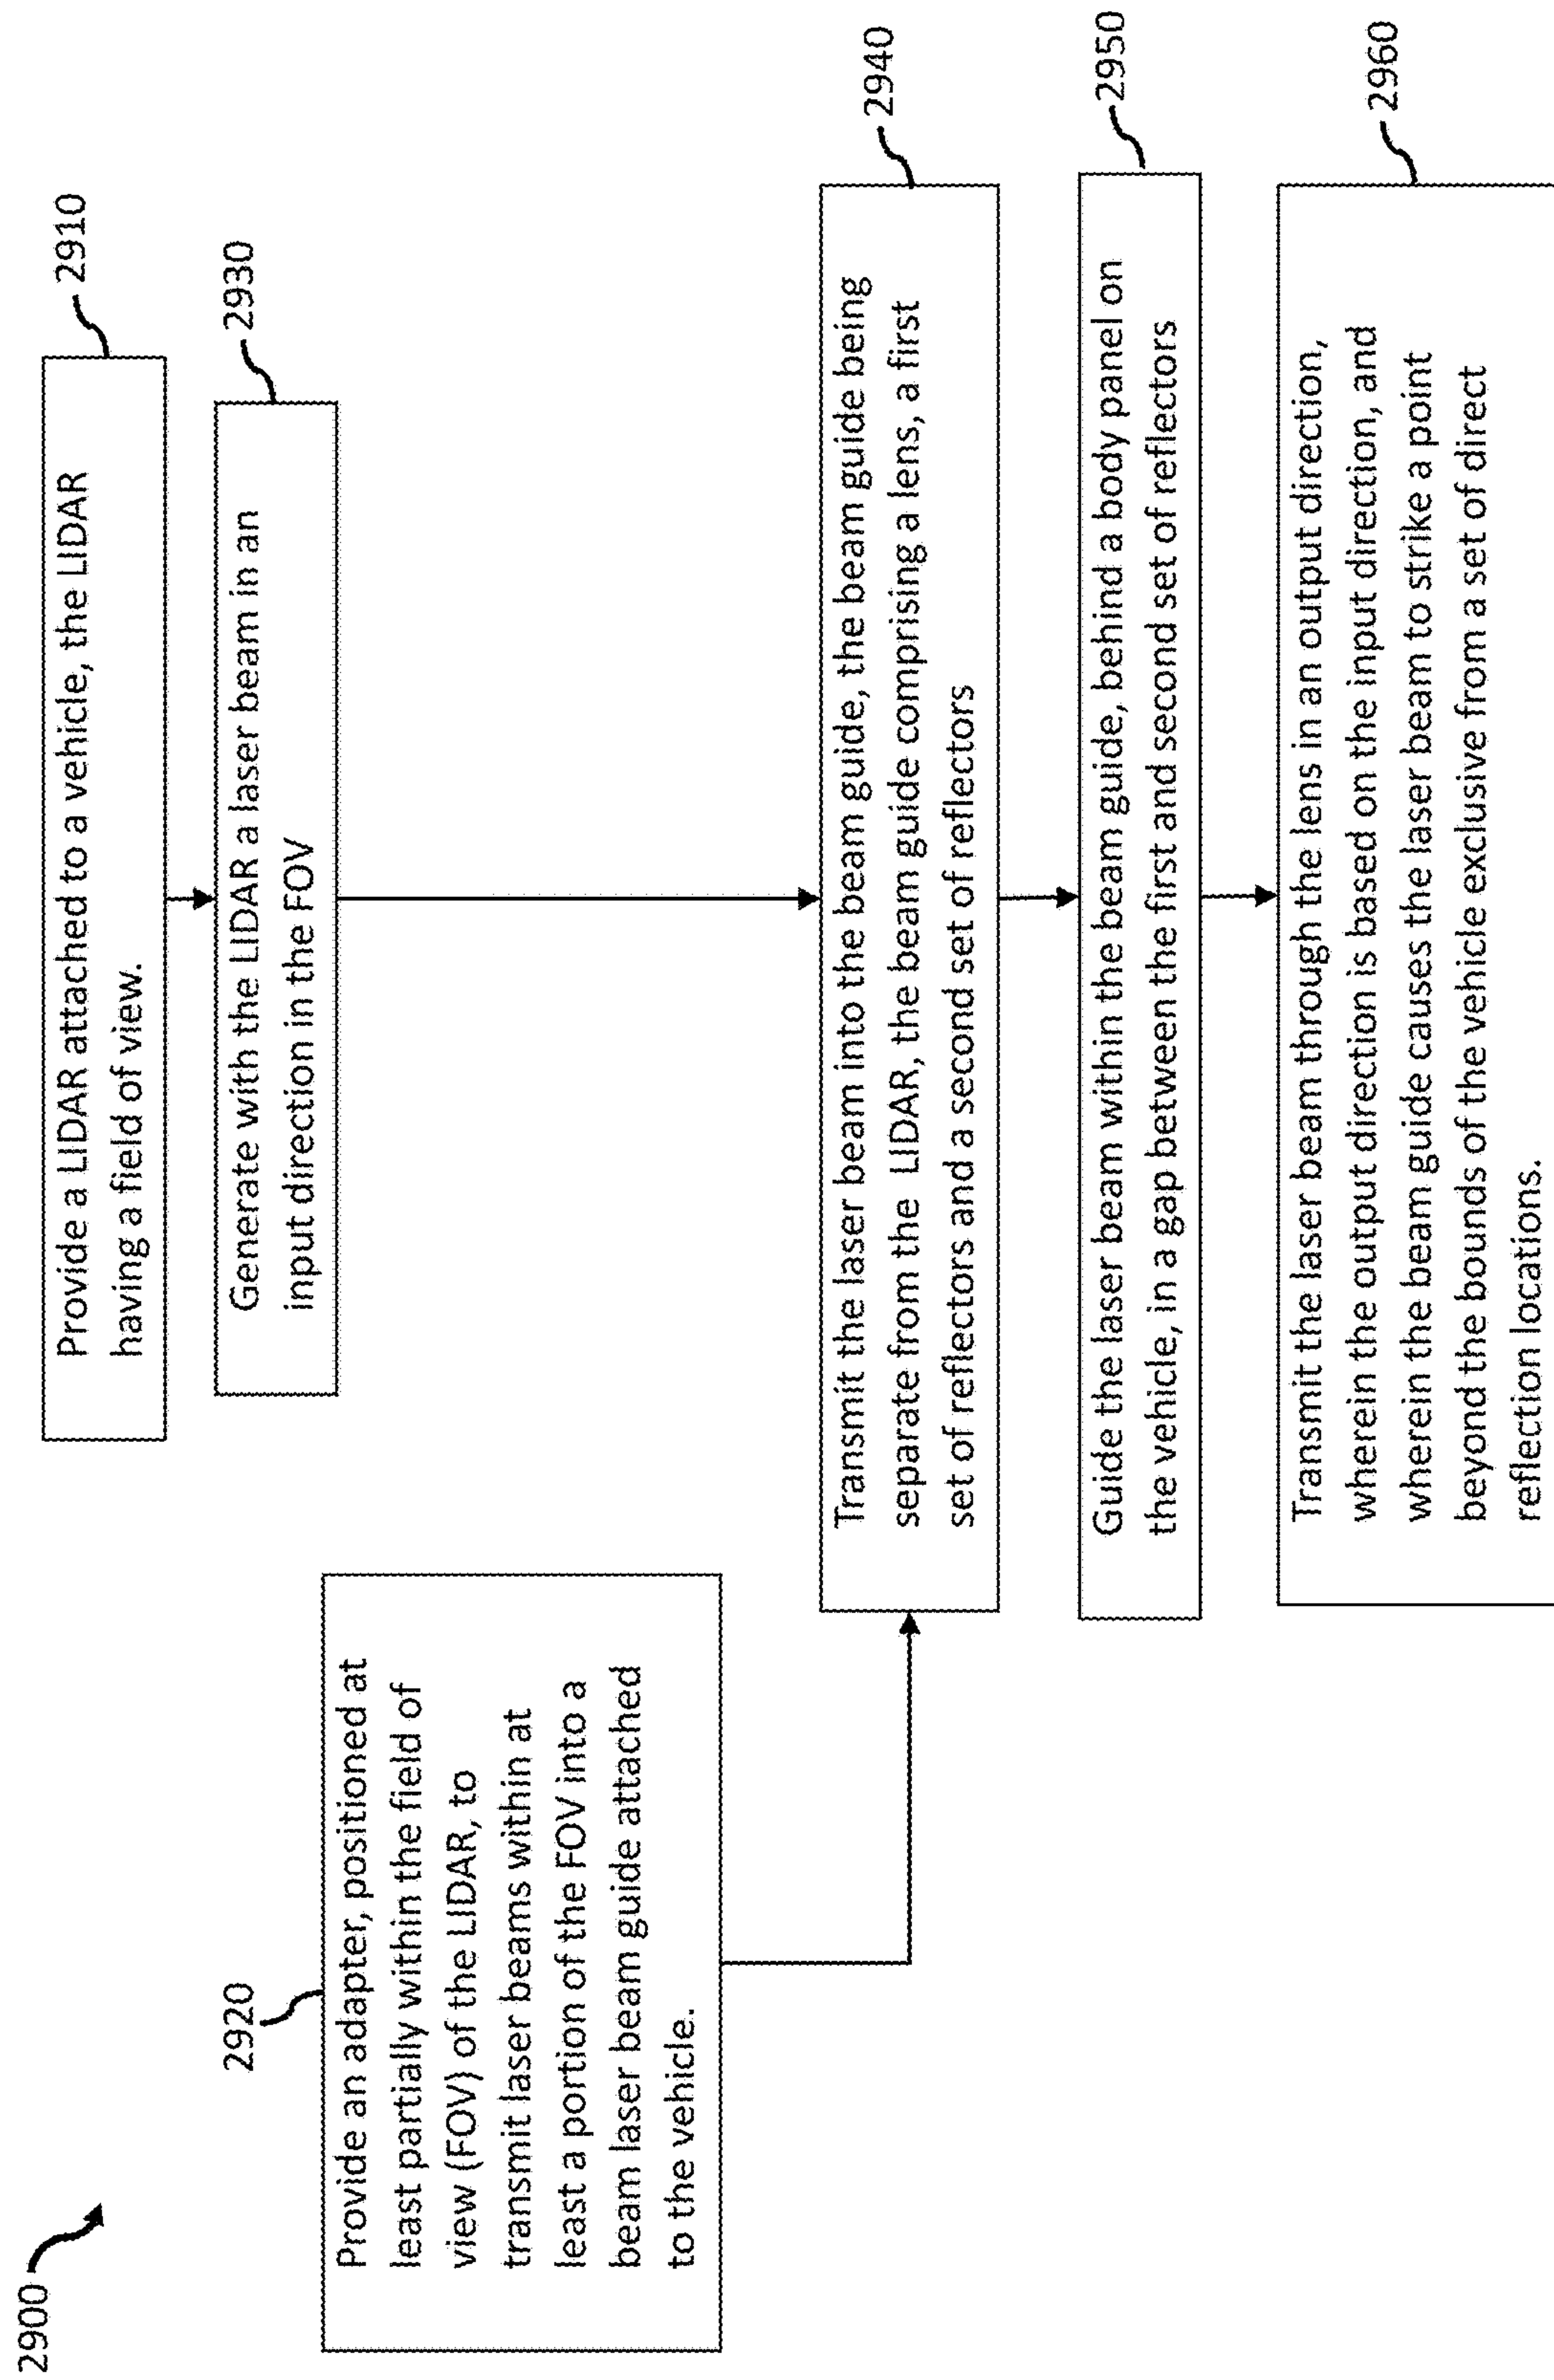 2900
2910
Provide a LIDAR attached to a vehicle, the LIDAR
having a field of view.
2930
Generate with the LIDAR a laser beam in an
input direction in the FOV
2920
Provide an adapter, positioned at
least partially within the field of
view (FOV) of the LIDAR, to
transmit laser beams within at
least a portion of the FOV into a
beam laser beam guide attached
to the vehicle.
2940
Transmit the laser beam into the beam guide, the beam guide being
separate from the LIDAR, the beam guide comprising a lens, a first
set of reflectors and a second set of reflectors
2950
Guide the laser beam within the beam guide, behind a body panel on
the vehicle, in a gap between the first and second set of reflectors
2960
Transmit the laser beam through the lens in an output direction,
wherein the output direction is based on the input direction, and
wherein the beam guide causes the laser beam to strike a point
beyond the bounds of the vehicle exclusive from a set of direct
reflection locations.